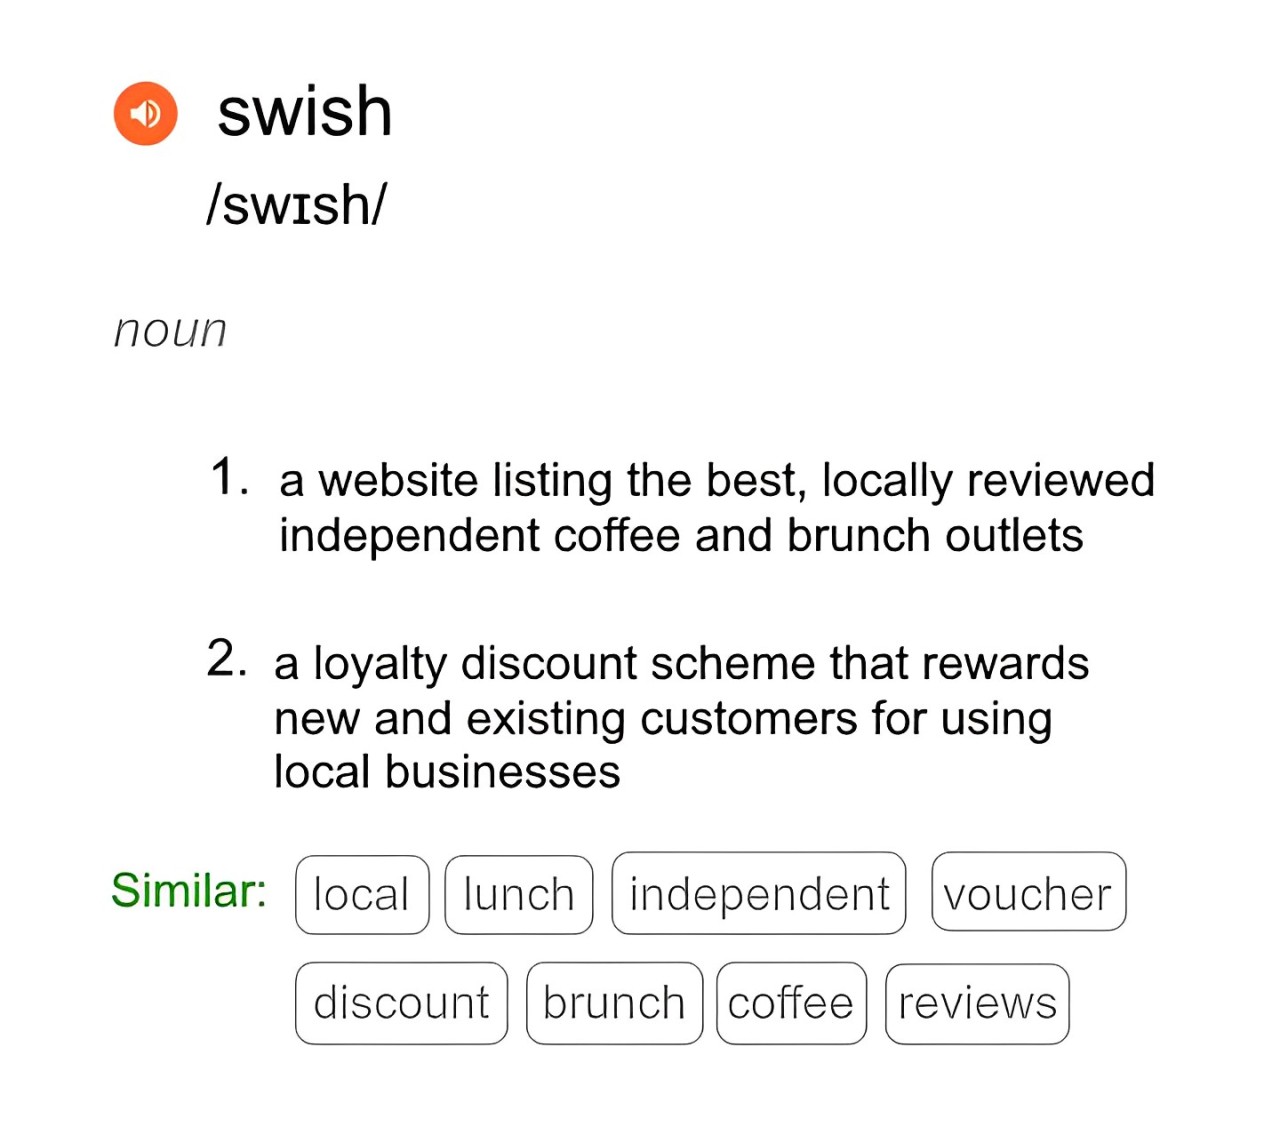 swish
/swɪsh/
noun
1. a website listing the best, locally reviewed
independent coffee and brunch outlets
2. a loyalty discount scheme that rewards
new and existing customers for using
local businesses
Similar: local lunch independent voucher
discount brunch coffee reviews